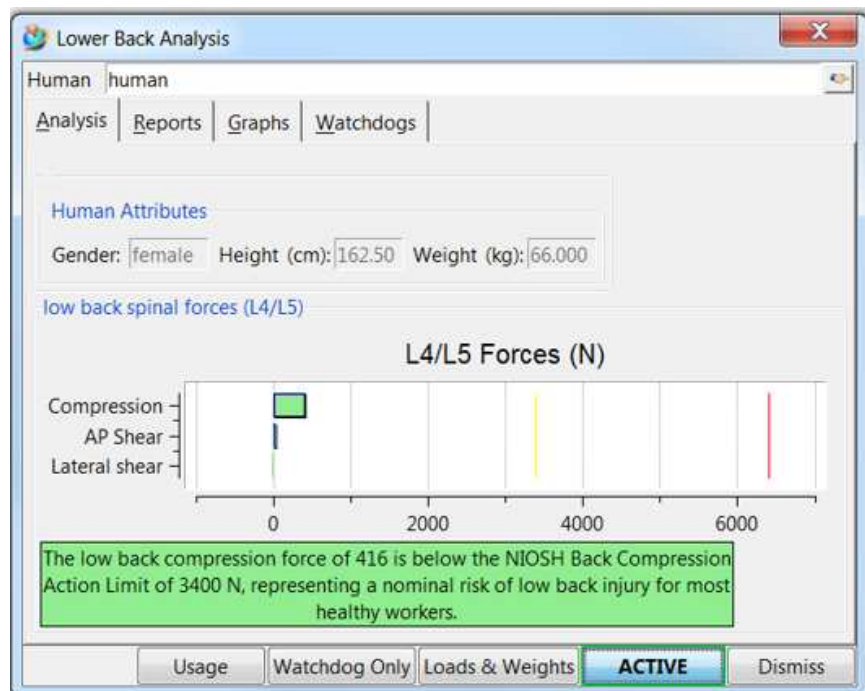 Lower Back Analysis
Human human
Analysis Reports Graphs Watchdogs
Human Attributes
Gender: female Height (cm): 162.50 Weight (kg): 66.000
low back spinal forces (L4/L5)
L4/L5 Forces (N)
Compression
AP Shear
Lateral shear
0 2000 4000 6000
The low back compression force of 416 is below the NIOSH Back Compression
Action Limit of 3400 N, representing a nominal risk of low back injury for most
healthy workers.
Usage Watchdog Only Loads & Weights ACTIVE Dismiss